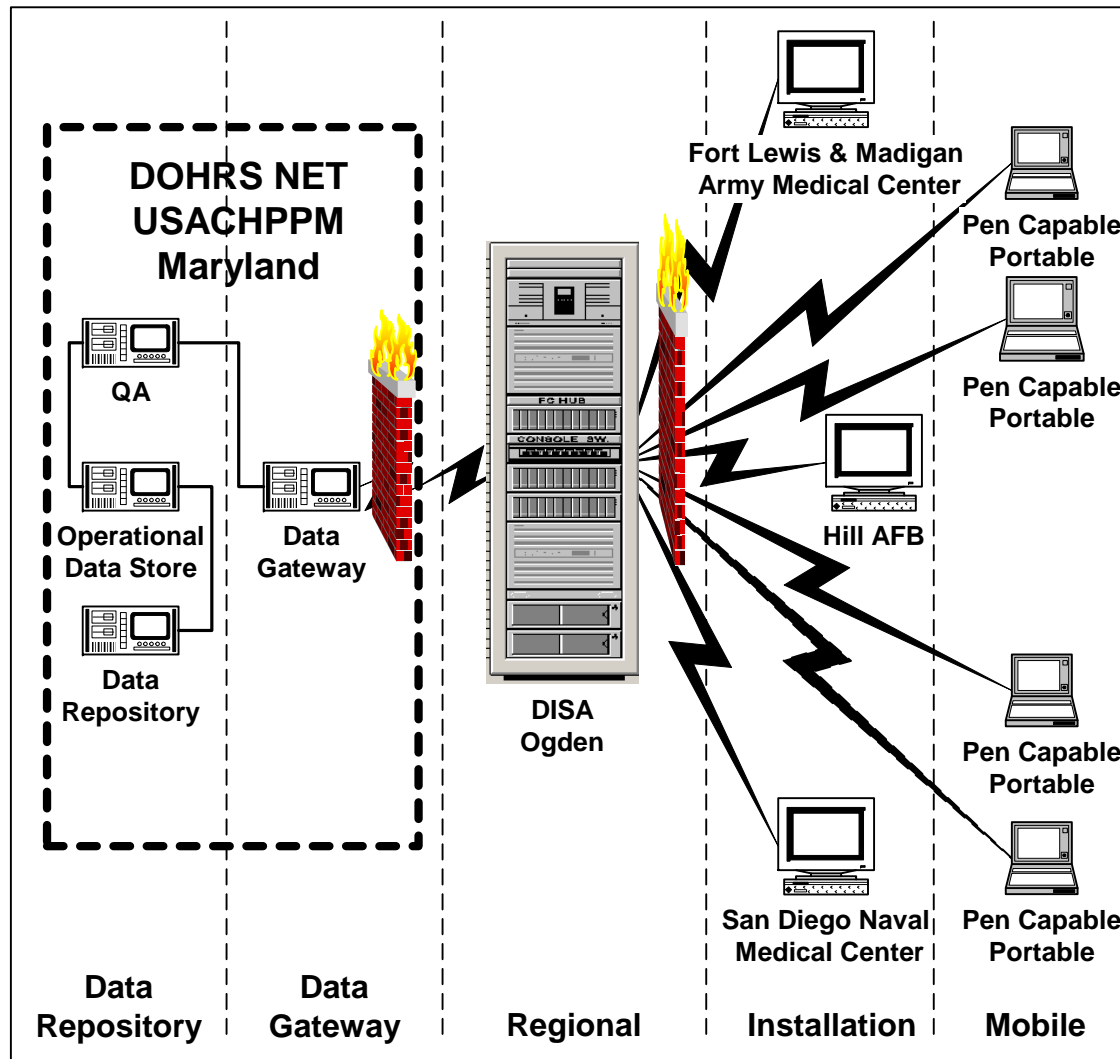 DOHRS NET
USACHPPM
Maryland
QA
Operational
Data Store
Data
Repository
Data
Gateway
FC HUB
CONSOLE SW.
DISA
Ogden
Fort Lewis & Madigan
Army Medical Center
Hill AFB
San Diego Naval
Medical Center
Pen Capable
Portable
Pen Capable
Portable
Pen Capable
Portable
Pen Capable
Portable
Data
Repository
Data
Gateway
Regional
Installation
Mobile